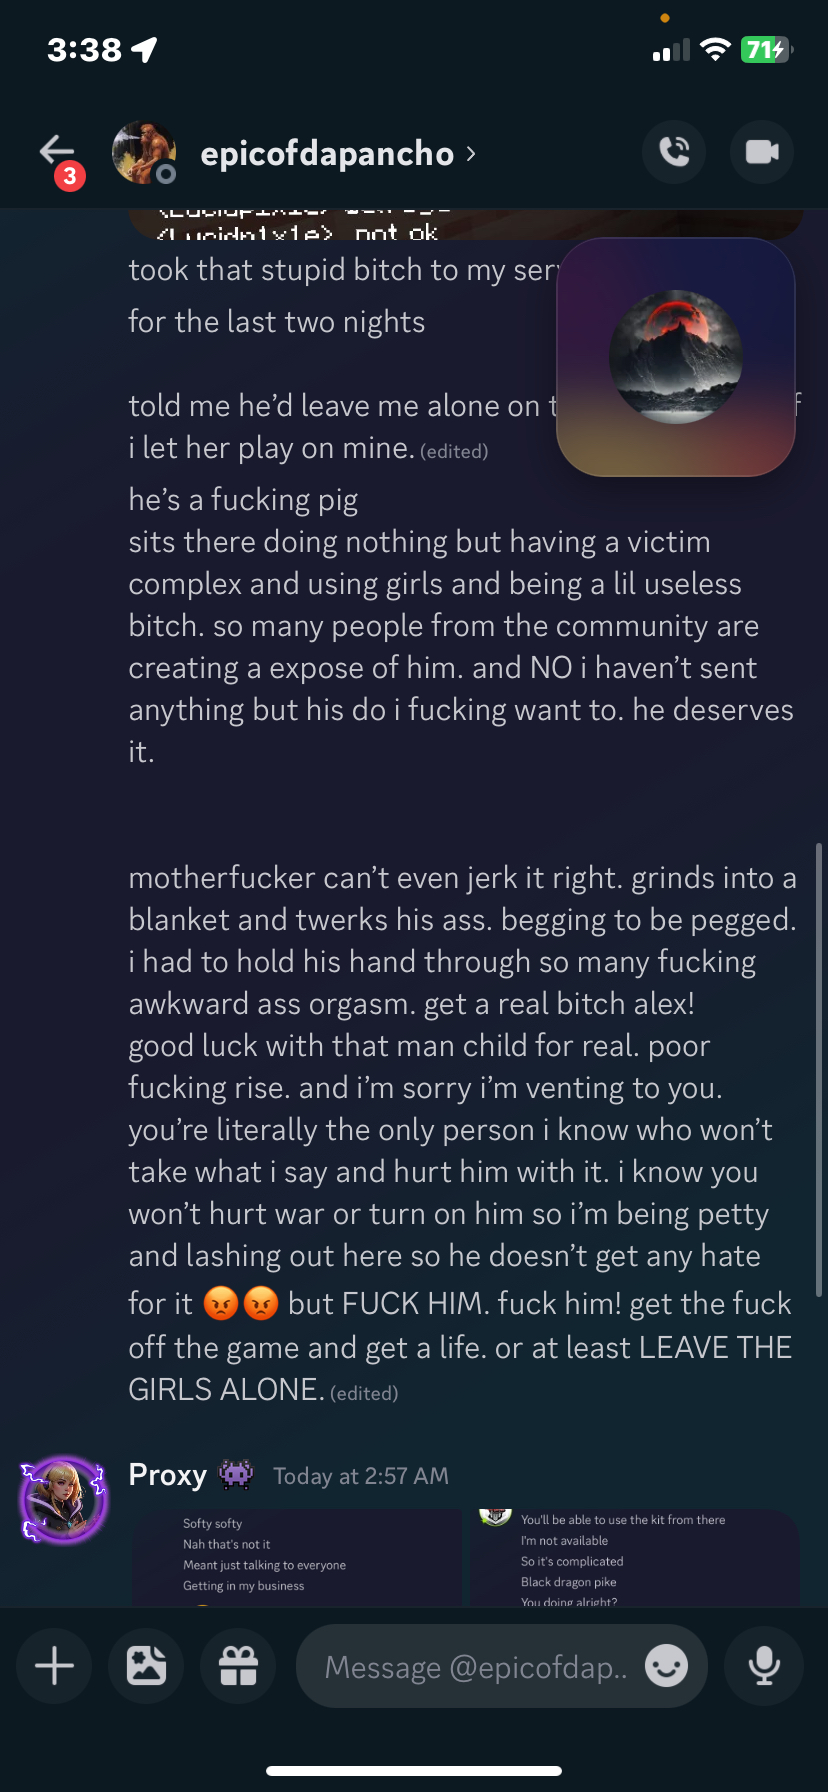 3:38
71
3
epicofdapancho
not ok
took that stupid bitch to my
for the last two nights
told me he'd leave me alone on
i let her play on mine. (edited)
he's a fucking pig
sits there doing nothing but having a victim
complex and using girls and being a lil useless
bitch. so many people from the community are
creating a expose of him. and NO i haven't sent
anything but his do i fucking want to. he deserves
it.
motherfucker can't even jerk it right. grinds into a
blanket and twerks his ass. begging to be pegged.
i had to hold his hand through so many fucking
awkward ass orgasm. get a real bitch alex!
good luck with that man child for real. poor
fucking rise. and i'm sorry i'm venting to you.
you're literally the only person i know who won't
take what i say and hurt him with it. i know you
won't hurt war or turn on him so i'm being petty
and lashing out here so he doesn't get any hate
for it 😡😡 but FUCK HIM. fuck him! get the fuck
off the game and get a life. or at least LEAVE THE
GIRLS ALONE. (edited)
Proxy 👾 Today at 2:57 AM
Softy softy
Nah that's not it
Meant just talking to everyone
Getting in my business
You'll be able to use the kit from there
I'm not available
So it's complicated
Black dragon pike
You doing alright?
Message @epicofdap..